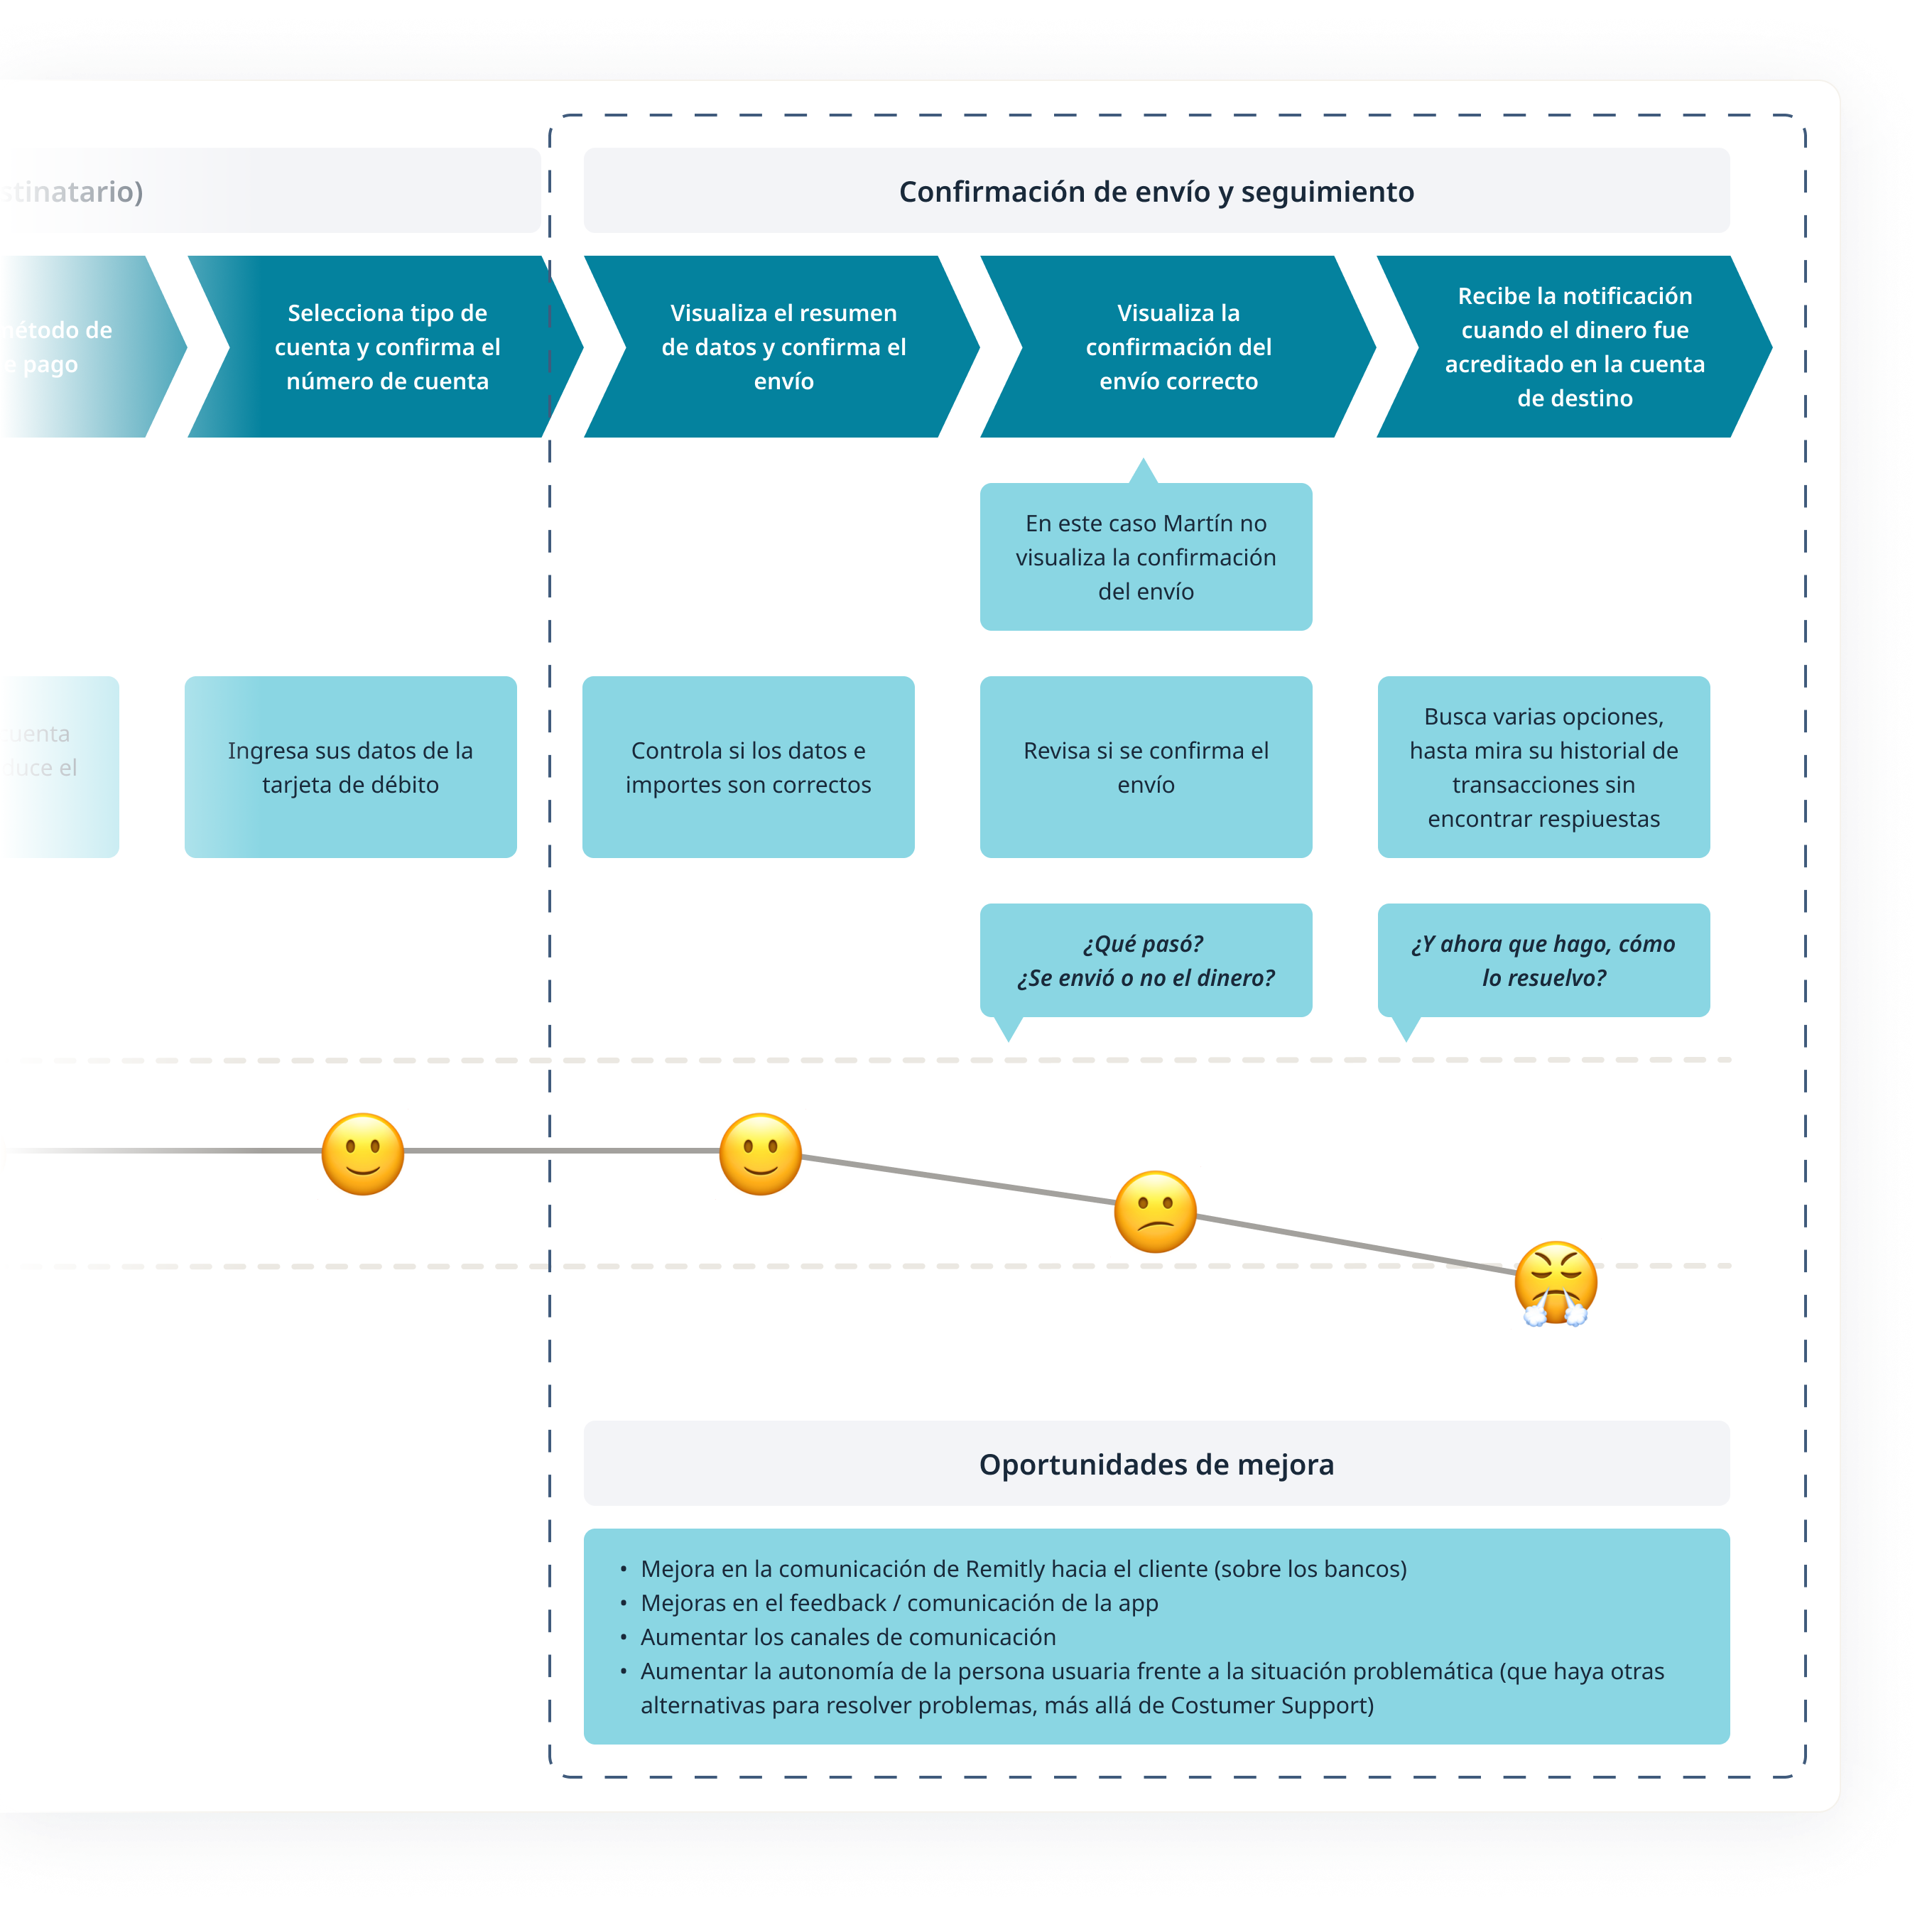 stinatario)
Confirmación de envío y seguimiento
método de
e pago
Selecciona tipo de
cuenta y confirma el
número de cuenta
Visualiza el resumen
de datos y confirma el
envío
Visualiza la
confirmación del
envío correcto
Recibe la notificación
cuando el dinero fue
acreditado en la cuenta
de destino
En este caso Martín no
visualiza la confirmación
del envío
cuenta
duce el
Ingresa sus datos de la
tarjeta de débito
Controla si los datos e
importes son correctos
Revisa si se confirma el
envío
Busca varias opciones,
hasta mira su historial de
transacciones sin
encontrar respiuestas
¿Qué pasó?
¿Se envió o no el dinero?
¿Y ahora que hago, cómo
lo resuelvo?
Oportunidades de mejora
• Mejora en la comunicación de Remitly hacia el cliente (sobre los bancos)
• Mejoras en el feedback / comunicación de la app
• Aumentar los canales de comunicación
• Aumentar la autonomía de la persona usuaria frente a la situación problemática (que haya otras
alternativas para resolver problemas, más allá de Costumer Support)